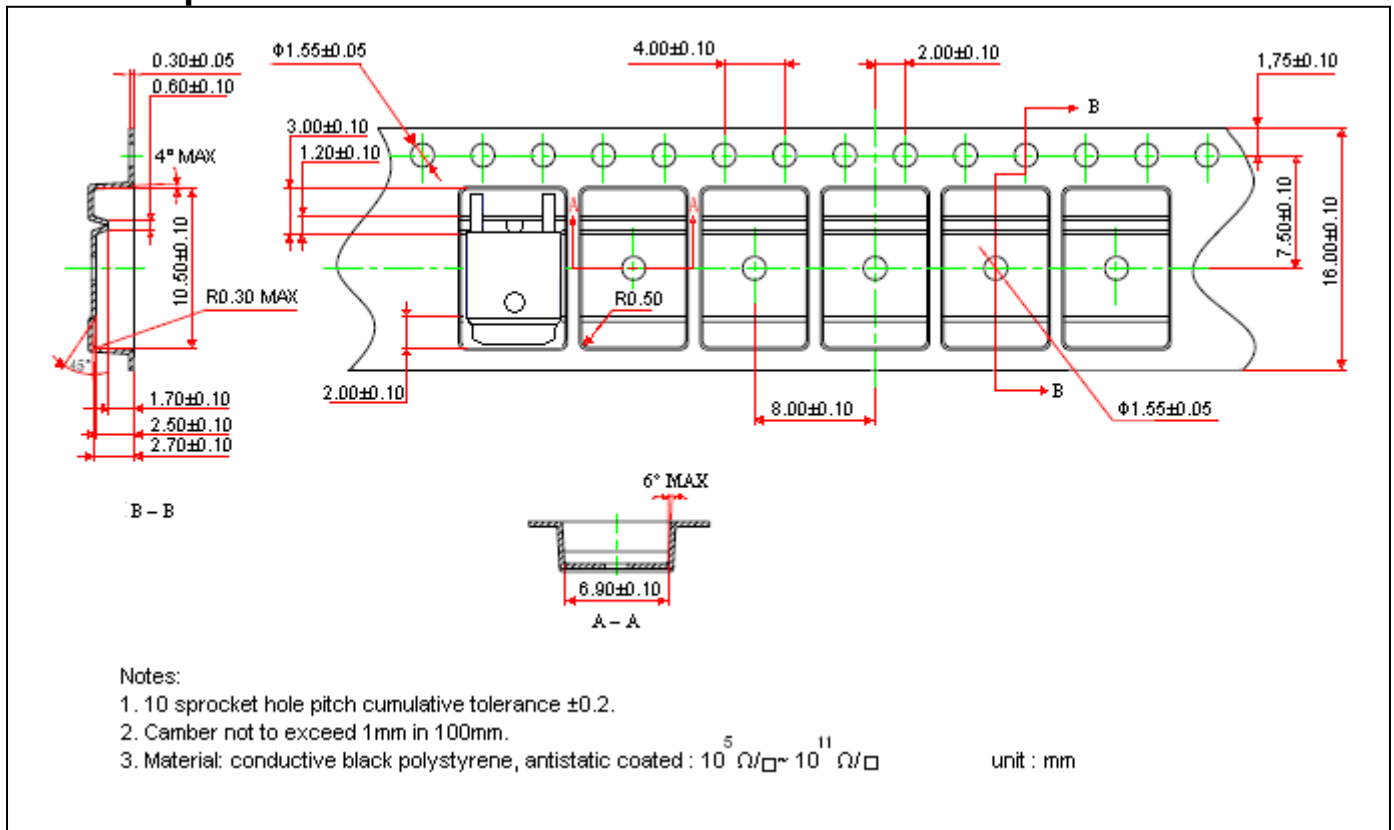 0.30±0.05
0.60±0.10
Φ1.55±0.05
4.00±0.10
2.00±0.10
1,75±0.10
B
3.00±0.10
1.20±0.10
4° MAX
A
A
10.50±0.10
7.50±0.10
16.00±0.10
R0.30 MAX
R0.50
45°
2.00±0.10
1.70±0.10
2.50±0.10
2.70±0.10
8.00±0.10
B
Φ1.55±0.05
B – B
6° MAX
6.90±0.10
A – A
Notes:
1. 10 sprocket hole pitch cumulative tolerance ±0.2.
2. Camber not to exceed 1mm in 100mm.
3. Material: conductive black polystyrene, antistatic coated : 10⁵ Ω/□~ 10¹¹ Ω/□ unit : mm